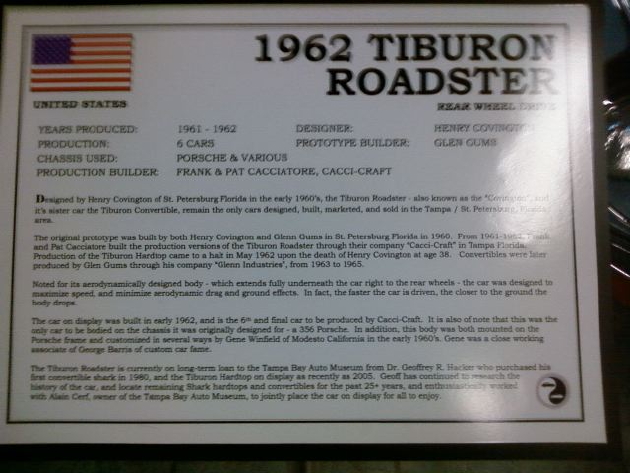 1962 TIBURON
ROADSTER
UNITED STATES
REAR WHEEL DRIVE
YEARS PRODUCED: 1961 - 1962 DESIGNER: HENRY COVINGTON
PRODUCTION: 6 CARS PROTOTYPE BUILDER: GLEN GUMS
CHASSIS USED: PORSCHE & VARIOUS
PRODUCTION BUILDER: FRANK & PAT CACCIATORE, CACCI-CRAFT
Designed by Henry Covington of St. Petersburg Florida in the early 1960's, the Tiburon Roadster - also known as the "Covington", and
it's sister car the Tiburon Convertible, remain the only cars designed, built, marketed, and sold in the Tampa / St. Petersburg, Florida
area.
The original prototype was built by both Henry Covington and Glenn Gums in St. Petersburg Florida in 1960. From 1961-1962, Frank
and Pat Cacciatore built the production versions of the Tiburon Roadster through their company "Cacci-Craft" in Tampa Florida.
Production of the Tiburon Hardtop came to a halt in May 1962 upon the death of Henry Covington at age 38. Convertibles were later
produced by Glen Gums through his company "Glenn Industries", from 1963 to 1965.
Noted for its aerodynamically designed body - which extends fully underneath the car right to the rear wheels - the car was designed to
maximize speed, and minimize aerodynamic drag and ground effects. In fact, the faster the car is driven, the closer to the ground the
body drops.
The car on display was built in early 1962, and is the 6th and final car to be produced by Cacci-Craft. It is also of note that this was the
only car to be bodied on the chassis it was originally designed for - a 356 Porsche. In addition, this body was both mounted on the
Porsche frame and customized in several ways by Gene Winfield of Modesto California in the early 1960's. Gene was a close working
associate of George Barris of custom car fame.
The Tiburon Roadster is currently on long-term loan to the Tampa Bay Auto Museum from Dr. Geoffrey R. Hacker who purchased his
first convertible shark in 1980, and the Tiburon Hardtop on display as recently as 2005. Geoff has continued to research the
history of the car, and locate remaining Shark hardtops and convertibles for the past 25+ years, and enthusiastically worked
with Alain Cerf, owner of the Tampa Bay Auto Museum, to jointly place the car on display for all to enjoy.